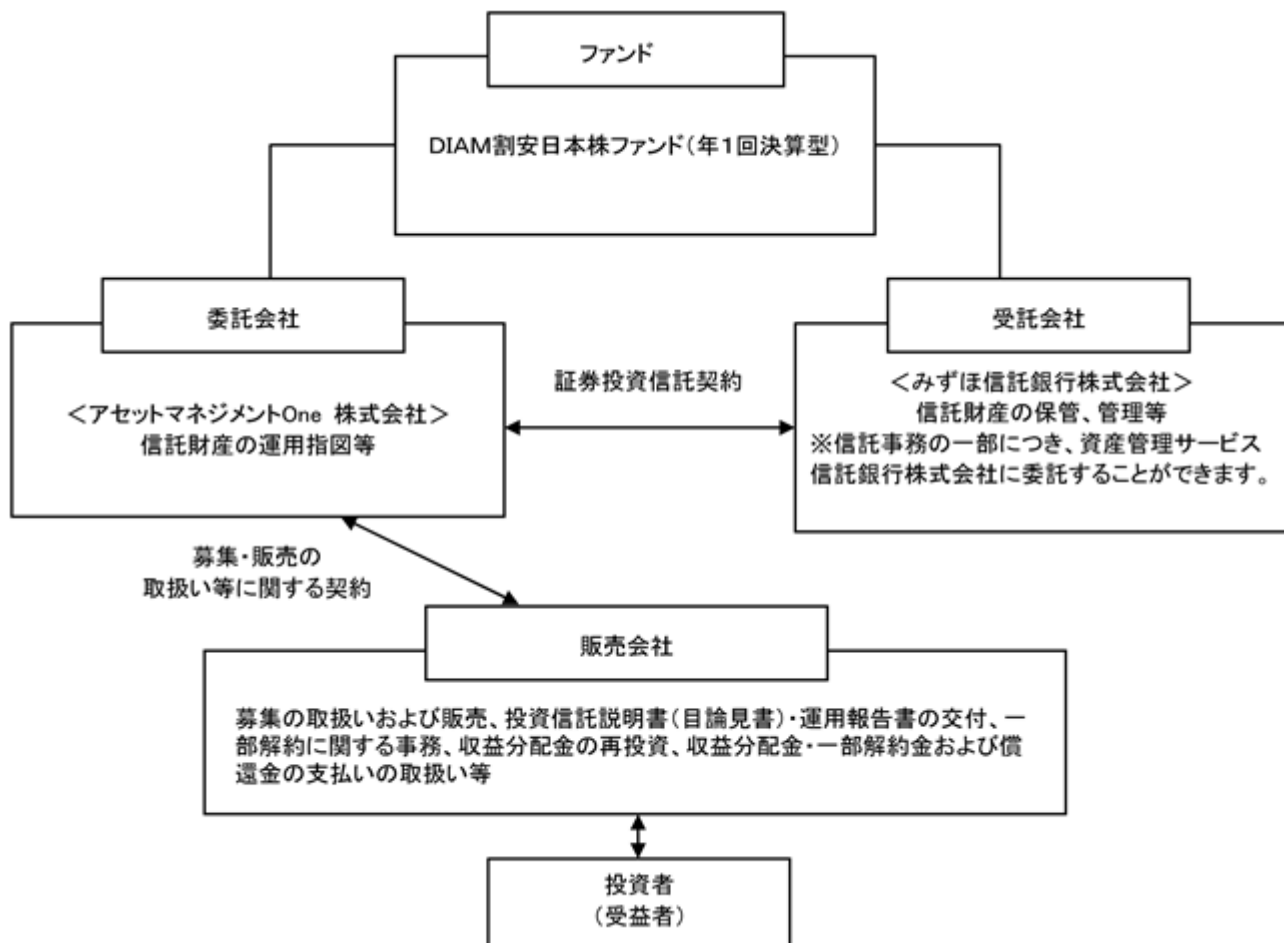 ファンド
DIAM割安日本株ファンド(年1回決算型)
委託会社
<アセットマネジメントOne 株式会社>
信託財産の運用指図等
証券投資信託契約
受託会社
<みずほ信託銀行株式会社>
信託財産の保管、管理等
※信託事務の一部につき、資産管理サービス
信託銀行株式会社に委託することができます。
募集・販売の
取扱い等に関する契約
販売会社
募集の取扱いおよび販売、投資信託説明書(目論見書)・運用報告書の交付、一
部解約に関する事務、収益分配金の再投資、収益分配金・一部解約金および償
還金の支払いの取扱い等
投資者
(受益者)